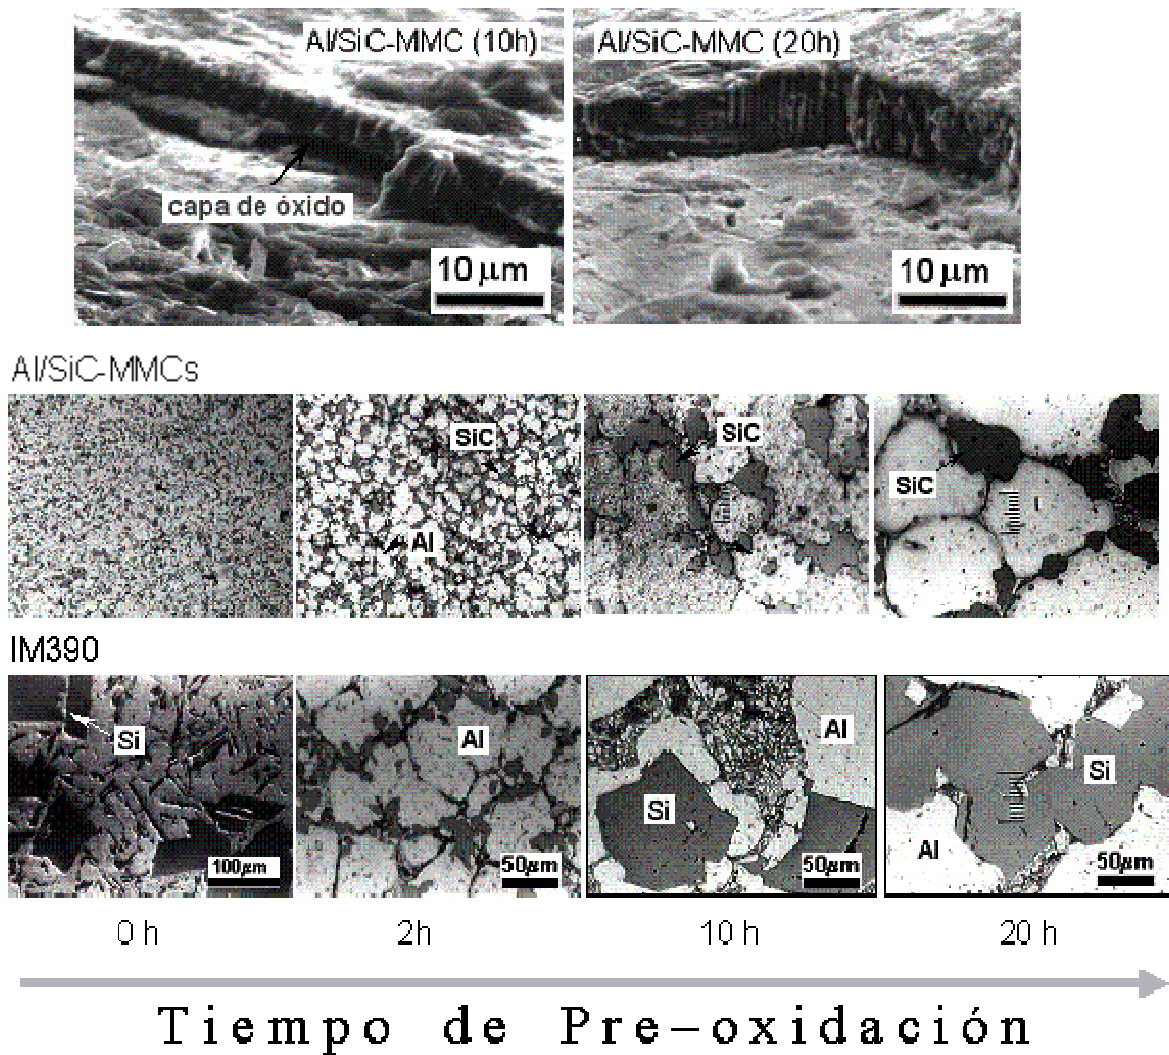 Al/SiC-MMC (10h)
Al/SiC-MMC (20h)
capa de óxido
10 μm
10 μm
Al/SiC-MMCs
SiC
Al
SiC
SiC
IM390
Si
100μm
Al
50μm
Si
Al
50μm
Al
Si
50μm
0 h
2h
10 h
20 h
Tiempo de Pre-oxidación